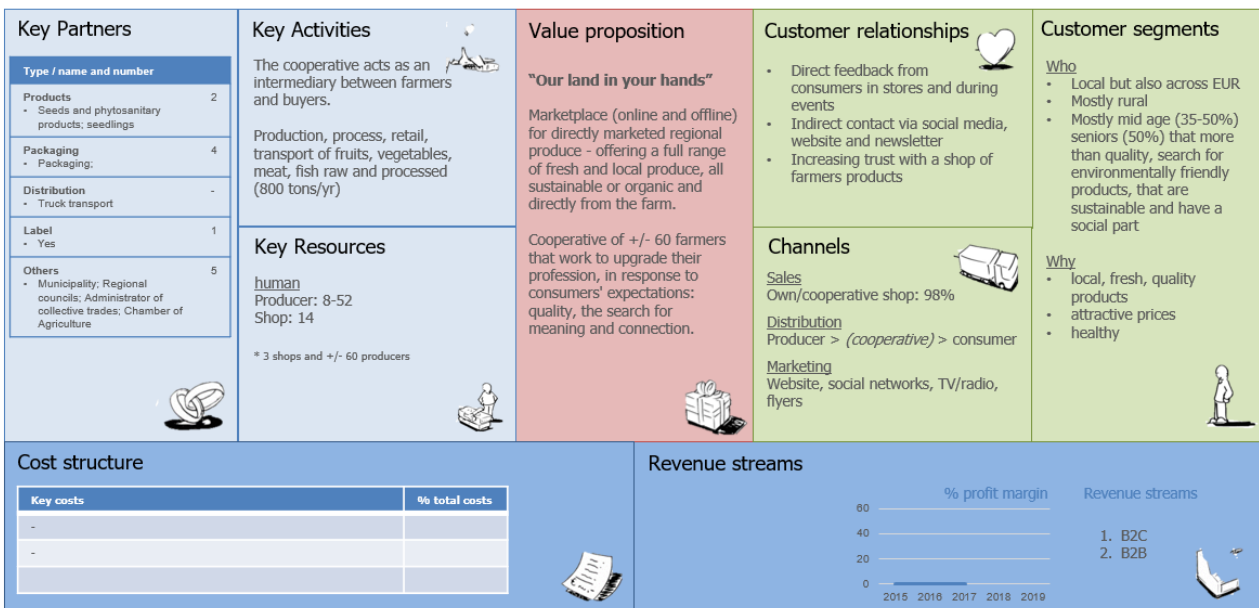 Key Partners
Type / name and number
Products 2
• Seeds and phytosanitary
products; seedlings
Packaging 4
• Packaging;
Distribution -
• Truck transport
Label 1
• Yes
Others 5
• Municipality; Regional
councils; Administrator of
collective trades; Chamber of
Agriculture
Key Activities
The cooperative acts as an
intermediary between farmers
and buyers.
Production, process, retail,
transport of fruits, vegetables,
meat, fish raw and processed
(800 tons/yr)
Key Resources
human
Producer: 8-52
Shop: 14
* 3 shops and +/- 60 producers
Value proposition
“Our land in your hands”
Marketplace (online and offline)
for directly marketed regional
produce - offering a full range
of fresh and local produce, all
sustainable or organic and
directly from the farm.
Cooperative of +/- 60 farmers
that work to upgrade their
profession, in response to
consumers' expectations:
quality, the search for
meaning and connection.
Customer relationships
• Direct feedback from
consumers in stores and during
events
• Indirect contact via social media,
website and newsletter
• Increasing trust with a shop of
farmers products
Channels
Sales
Own/cooperative shop: 98%
Distribution
Producer > (cooperative) > consumer
Marketing
Website, social networks, TV/radio,
flyers
Customer segments
Who
• Local but also across EUR
• Mostly rural
• Mostly mid age (35-50%)
seniors (50%) that more
than quality, search for
environmentally friendly
products, that are
sustainable and have a
social part
Why
• local, fresh, quality
products
• attractive prices
• healthy
Cost structure
Key costs % total costs
-
-
Revenue streams
% profit margin
60
40
20
0
2015 2016 2017 2018 2019
Revenue streams
1. B2C
2. B2B